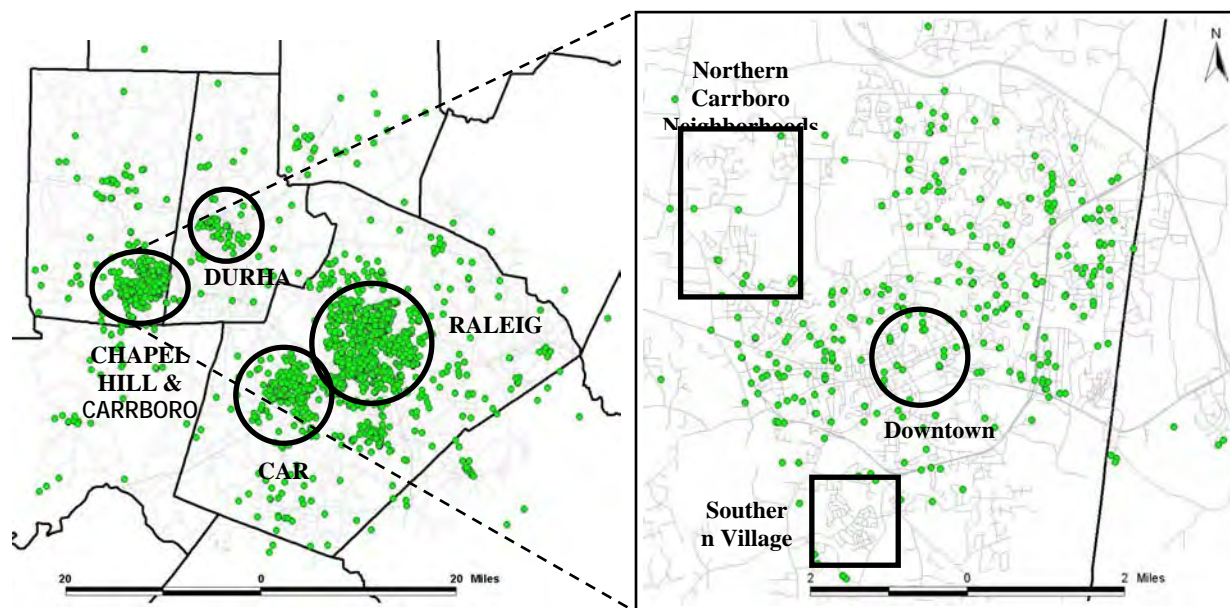 DURHA
CHAPEL
HILL &
CARRBORO
RALEIG
CAR
20 0 20 Miles
N
Northern
Carrboro
Neighborhoods
Downtown
Souther
n Village
2 0 2 Miles